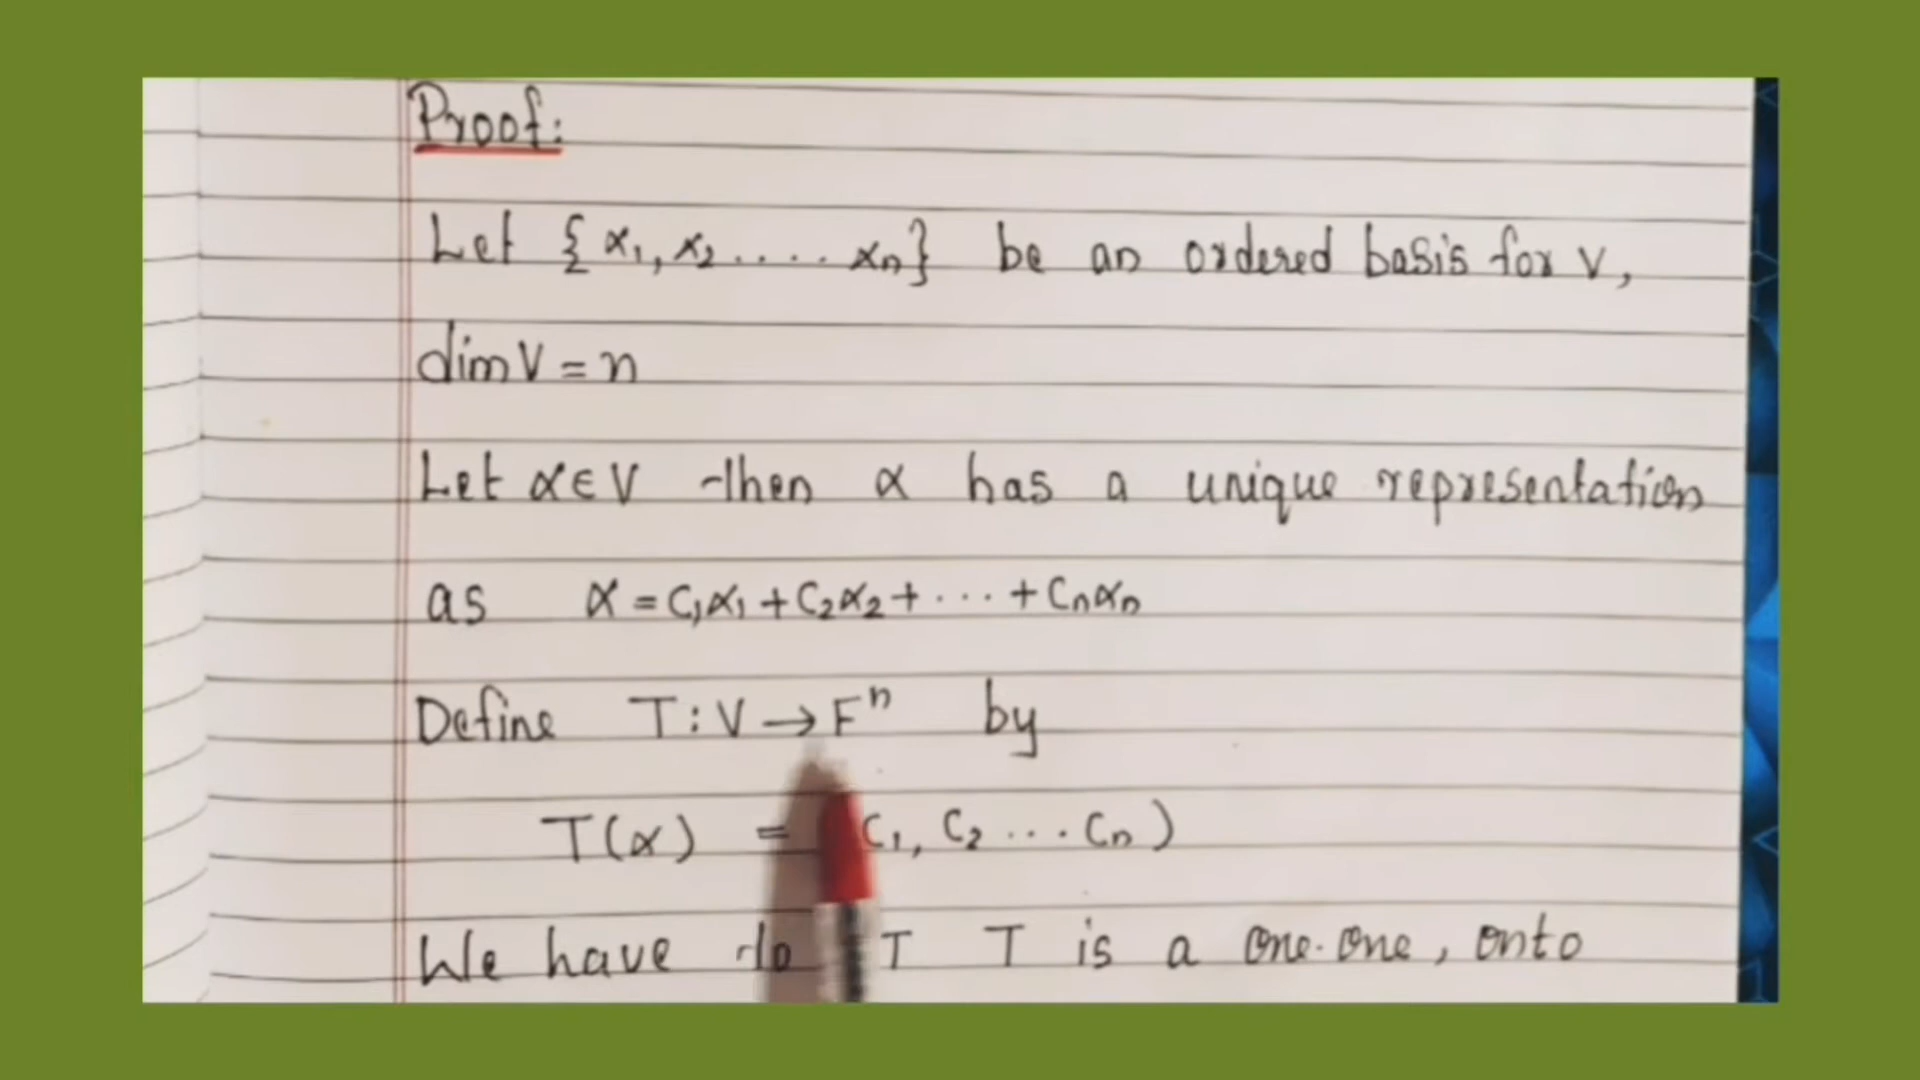 Proof:
Let {α₁, α₂.... αₙ} be an ordered basis for V,
dim V = n
Let α ∈ V then α has a unique representation
as α = C₁α₁ + C₂α₂ + ... + Cₙαₙ
Define T : V → Fⁿ by
T(α) = C₁, C₂ ... Cₙ)
We have to T T is a one-one, onto